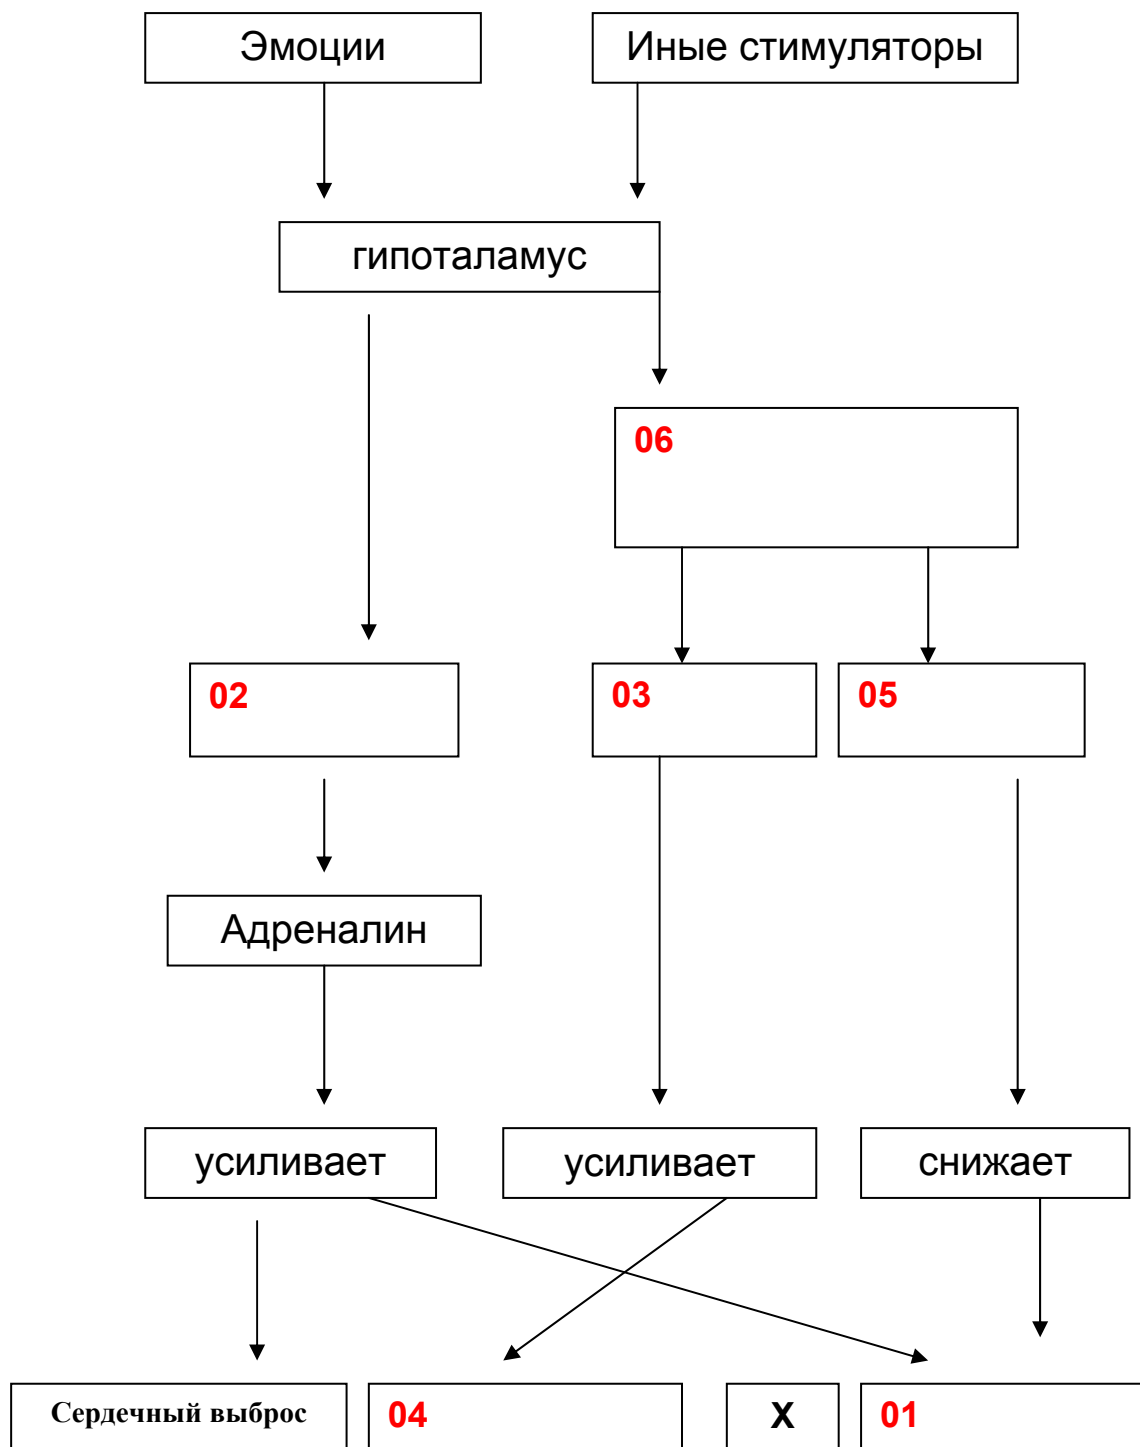 Эмоции
Иные стимуляторы
гипоталамус
06
02
03
05
Адреналин
усиливает
усиливает
снижает
Сердечный выброс
04
X
01